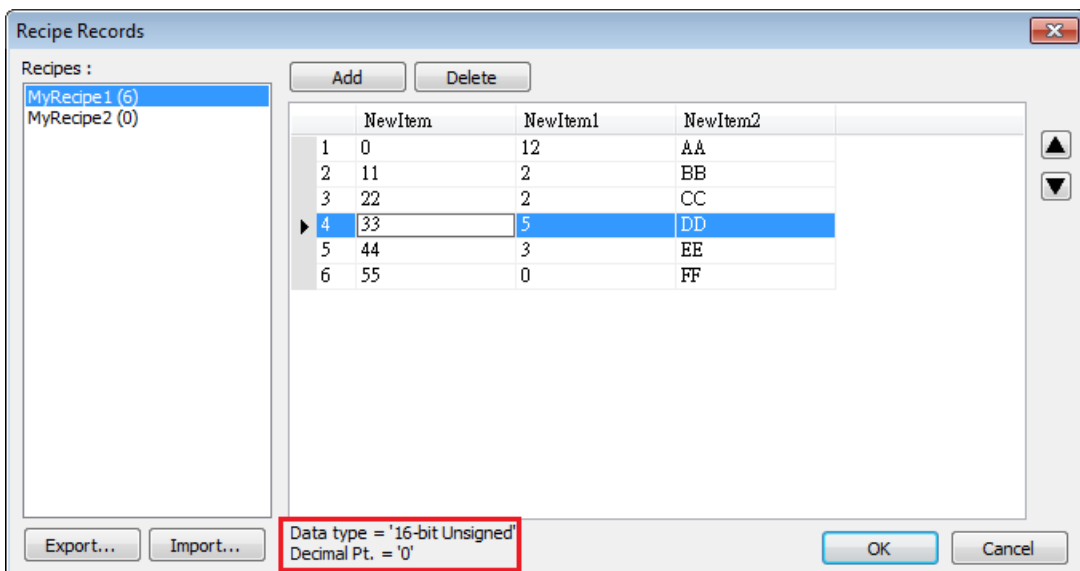 Recipe Records
Recipes :
MyRecipe1 (6)
MyRecipe2 (0)
Add Delete
NewItem NewItem1 NewItem2
1 0 12 AA
2 11 2 BB
3 22 2 CC
4 33 5 DD
5 44 3 EE
6 55 0 FF
Export... Import...
Data type = '16-bit Unsigned'
Decimal Pt. = '0'
OK Cancel